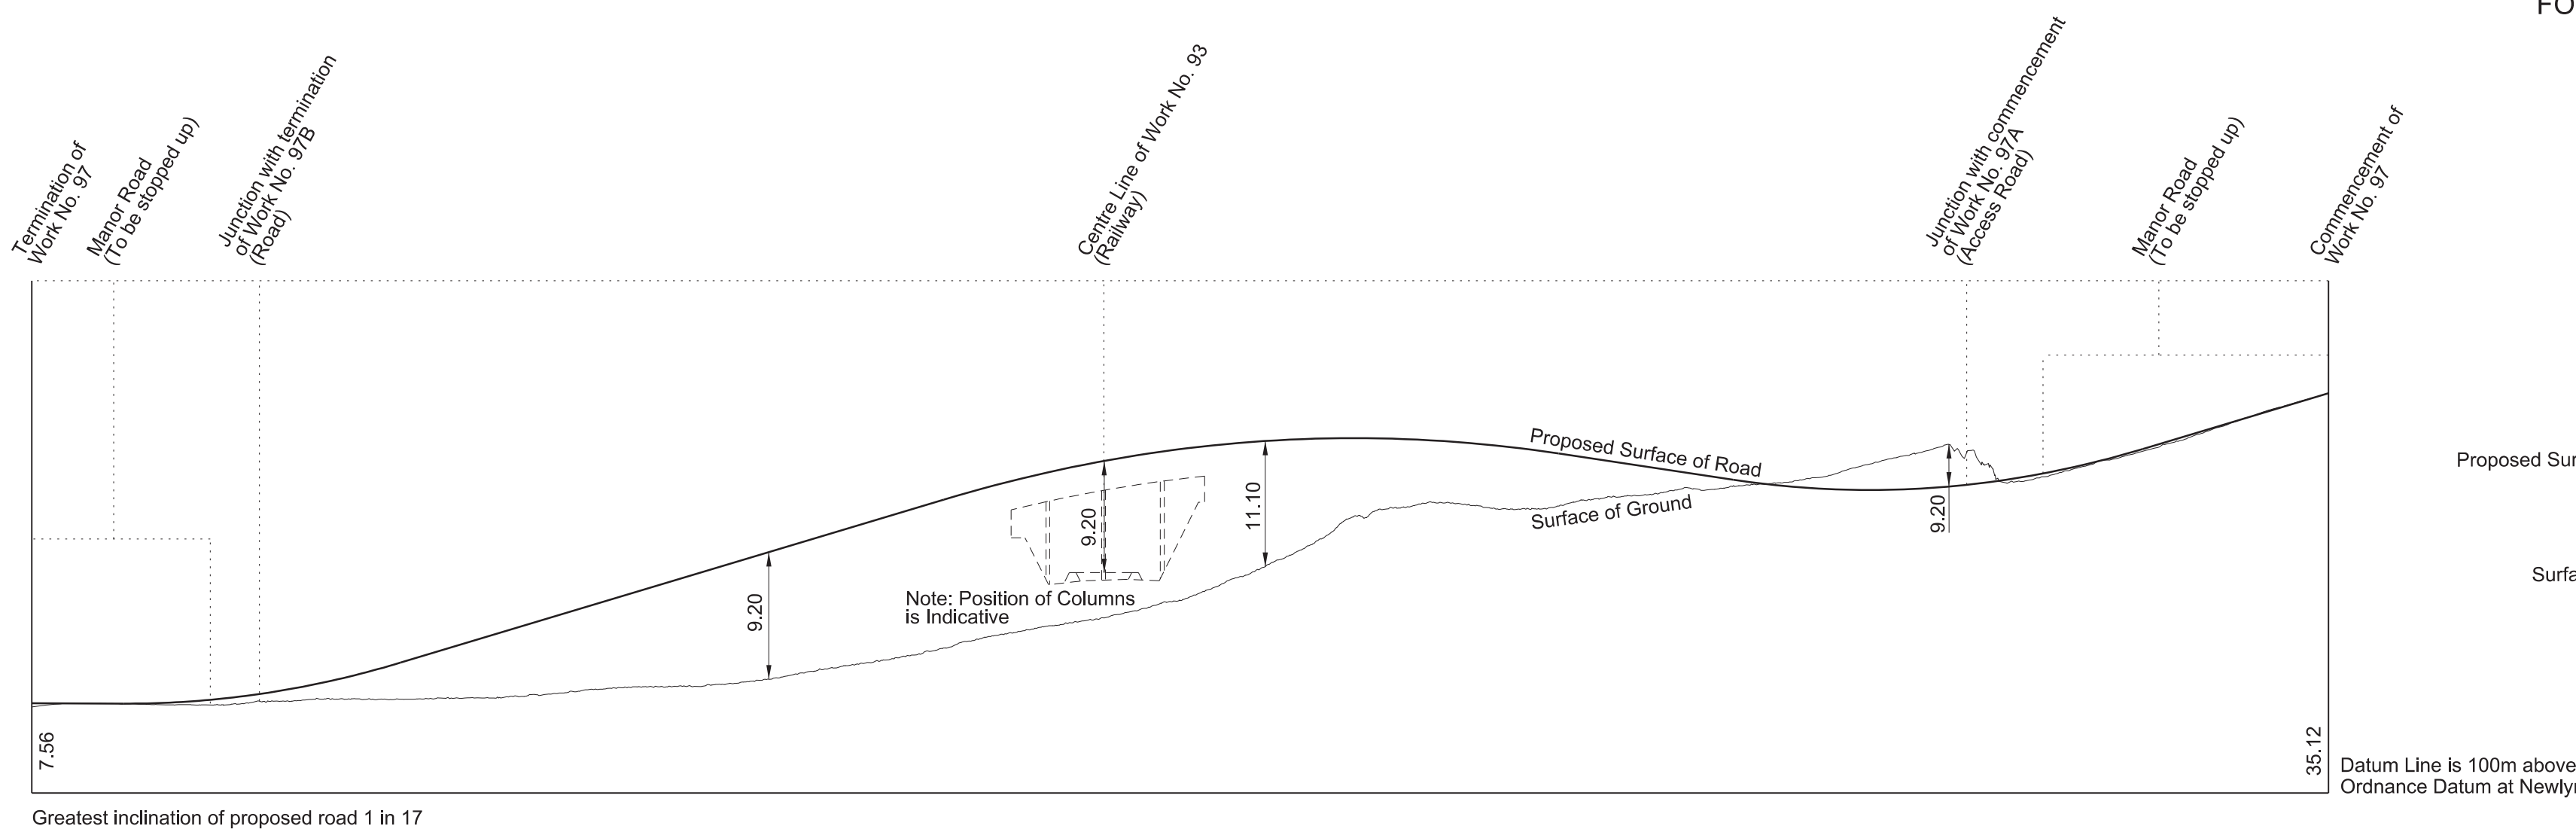 FO
Termination of
Work No. 97
Manor Road
(To be stopped up)
Junction with termination
of Work No. 97B
(Road)
Centre Line of Work No. 93
(Railway)
Junction with commencement
of Work No. 97A
(Access Road)
Manor Road
(To be stopped up)
Commencement of
Work No. 97
Proposed Surface of Road
Proposed Sur
9.20
11.10
Surface of Ground
9.20
Surfa
9.20
Note: Position of Columns
is Indicative
7.56
35.12
Datum Line is 100m above
Ordnance Datum at Newlyn
Greatest inclination of proposed road 1 in 17